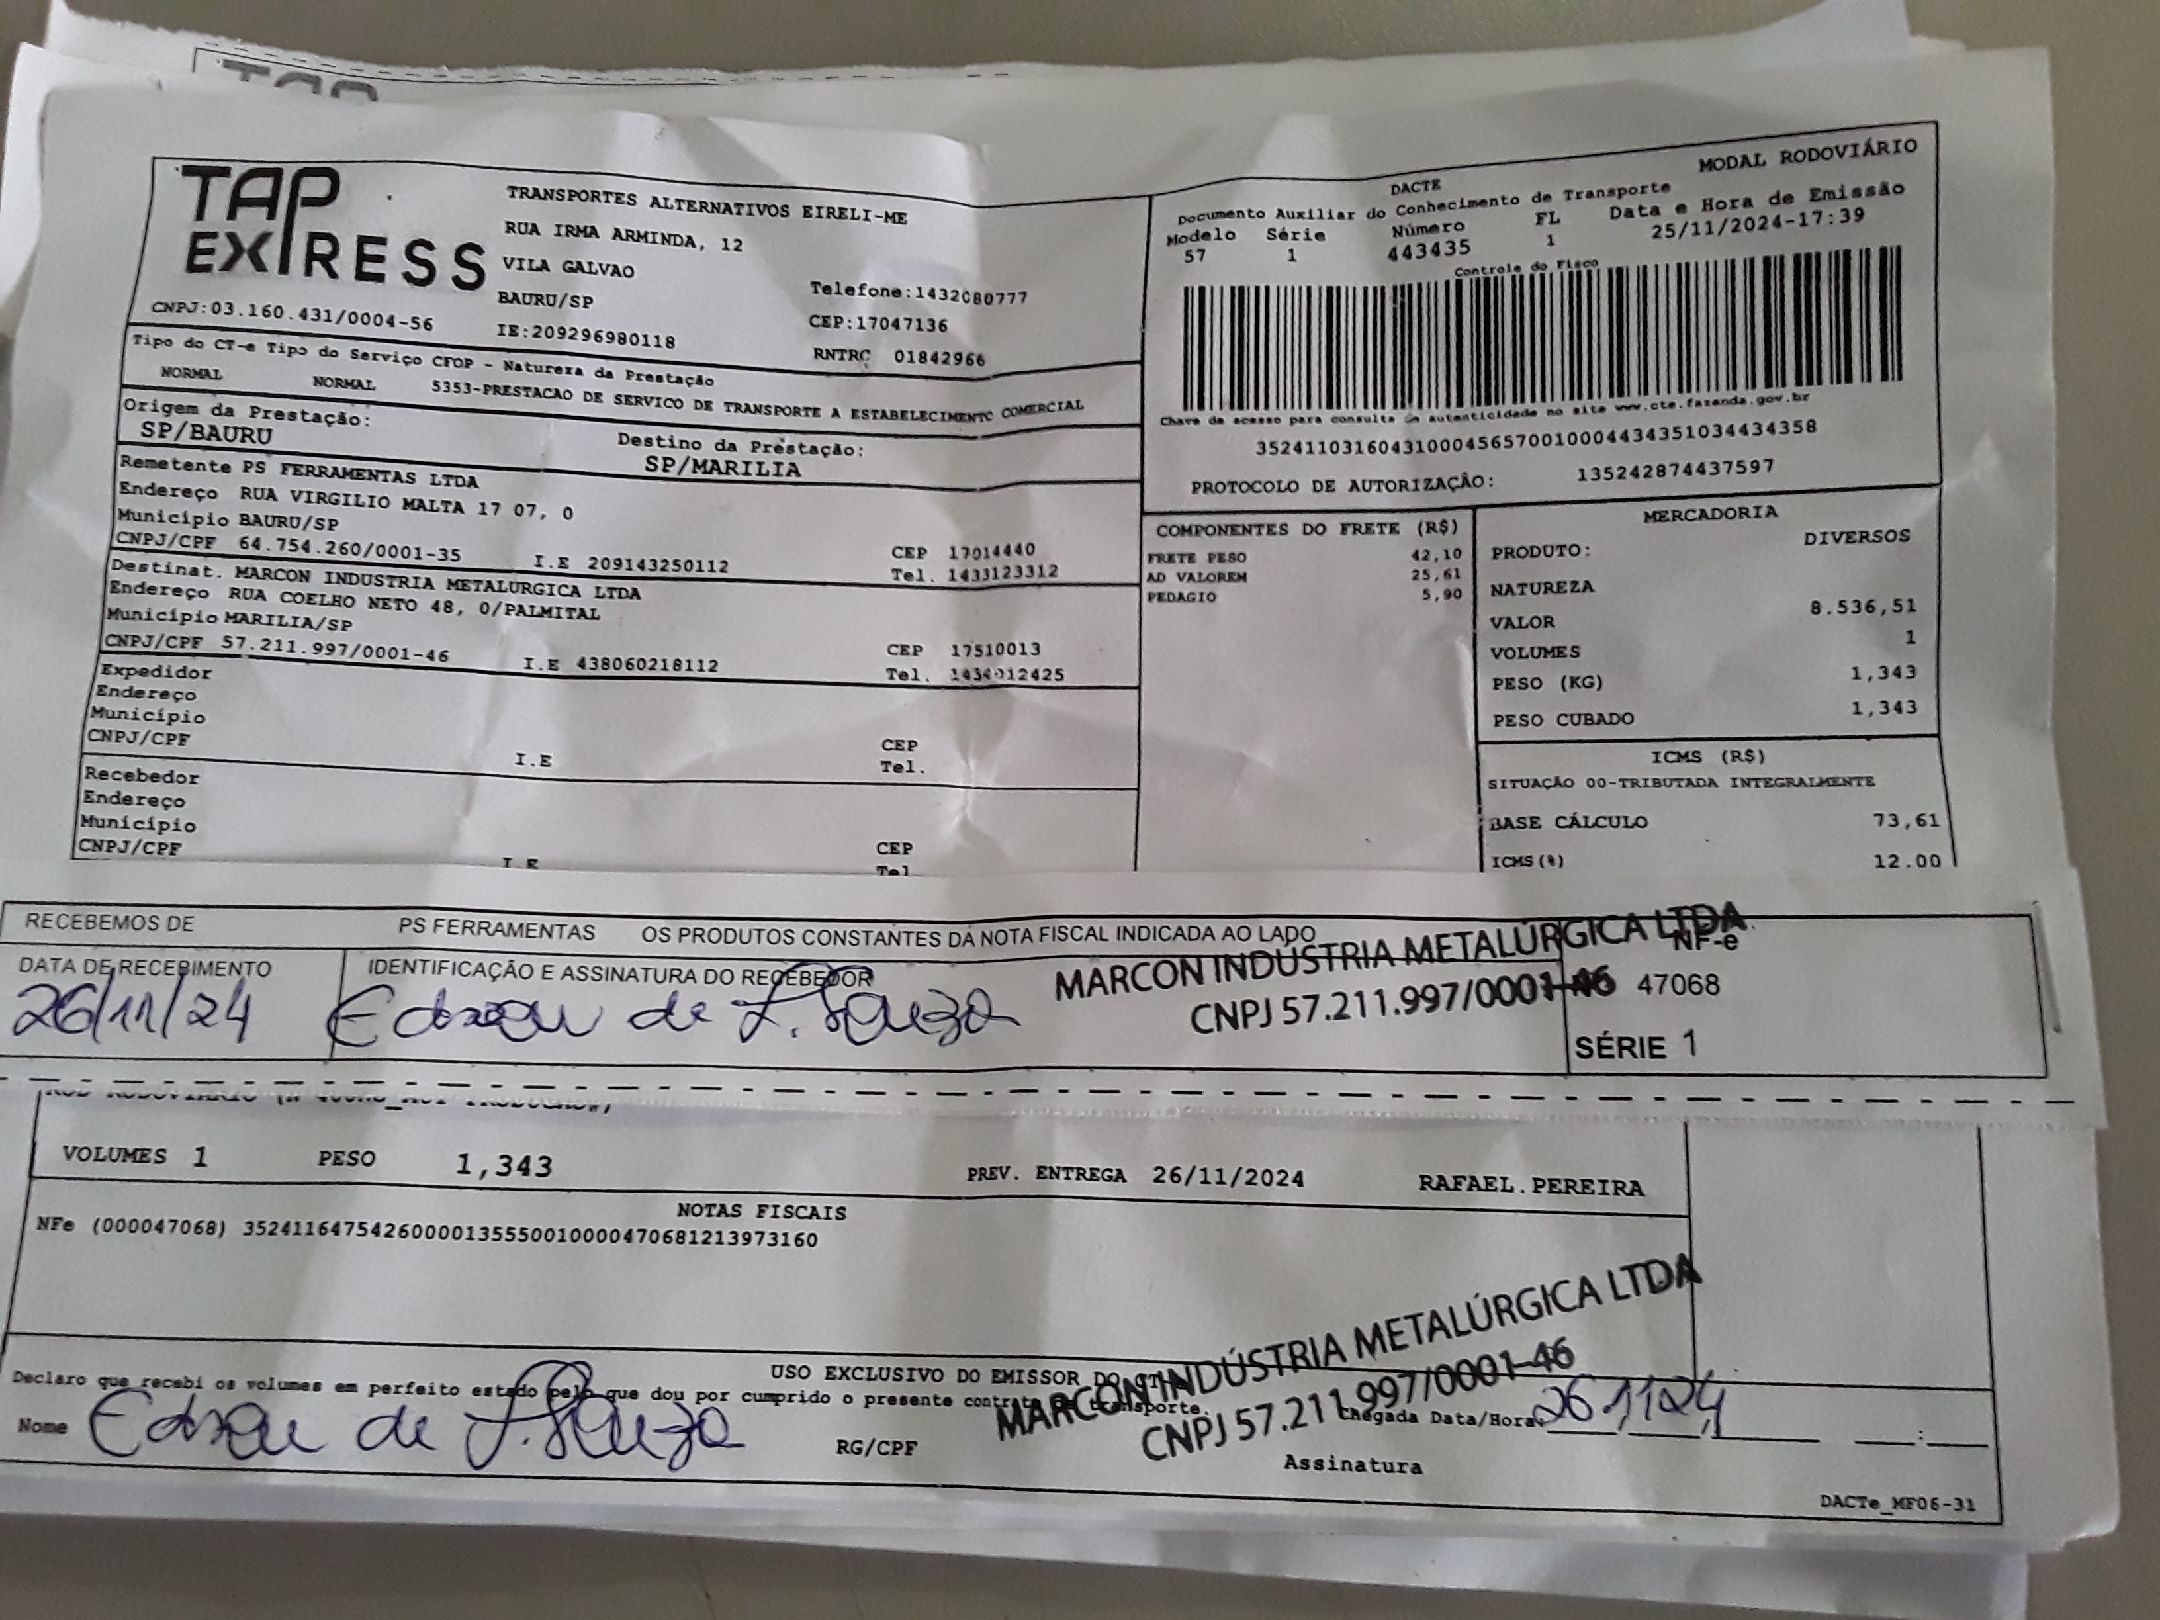 TAP
EXPRESS
TRANSPORTES ALTERNATIVOS EIRELI-ME
RUA IRMA ARMINDA, 12
VILA GALVAO
BAURU/SP
Telefone:1432080777
CNPJ:03.160.431/0004-56
IE:209296980118
CEP:17047136
RNTRC 01842966
MODAL RODOVIÁRIO
DACTE
Documento Auxiliar do Conhecimento de Transporte
Modelo Série Número FL Data e Hora de Emissão
57 1 443435 1 25/11/2024-17:39
Controle do Fisco
Chave de acesso para consulta de autenticidade no site www.cte.fazenda.gov.br
35241103160431000456570010004434351034434358
PROTOCOLO DE AUTORIZAÇÃO: 135242874437597
Tipo do CT-e Tipo do Serviço CFOP - Natureza da Prestação
NORMAL NORMAL 5353-PRESTACAO DE SERVICO DE TRANSPORTE A ESTABELECIMENTO COMERCIAL
Origem da Prestação: Destino da Prestação:
SP/BAURU SP/MARILIA
Remetente PS FERRAMENTAS LTDA
Endereço RUA VIRGILIO MALTA 17 07, 0
Município BAURU/SP CEP 17014440
CNPJ/CPF 64.754.260/0001-35 I.E 209143250112 Tel. 1433123312
Destinat. MARCON INDUSTRIA METALURGICA LTDA
Endereço RUA COELHO NETO 48, 0/PALMITAL
Município MARILIA/SP CEP 17510013
CNPJ/CPF 57.211.997/0001-46 I.E 438060218112 Tel. 1434012425
Expedidor
Endereço
Município CEP
CNPJ/CPF I.E Tel.
Recebedor
Endereço
Município CEP
CNPJ/CPF I.E Tel
COMPONENTES DO FRETE (R$)
FRETE PESO 42,10
AD VALOREM 25,61
PEDAGIO 5,90
MERCADORIA
PRODUTO: DIVERSOS
NATUREZA
VALOR 8.536,51
VOLUMES 1
PESO (KG) 1,343
PESO CUBADO 1,343
ICMS (R$)
SITUAÇÃO 00-TRIBUTADA INTEGRALMENTE
BASE CÁLCULO 73,61
ICMS(%) 12.00
RECEBEMOS DE PS FERRAMENTAS OS PRODUTOS CONSTANTES DA NOTA FISCAL INDICADA AO LADO
DATA DE RECEBIMENTO IDENTIFICAÇÃO E ASSINATURA DO RECEBEDOR
26/11/24
MARCON INDÚSTRIA METALÚRGICA LTDA
CNPJ 57.211.997/0001-46
NF-e
47068
SÉRIE 1
VOLUMES 1 PESO 1,343 PREV. ENTREGA 26/11/2024 RAFAEL.PEREIRA
NOTAS FISCAIS
NFe (000047068) 35241164754260000135550010000470681213973160
USO EXCLUSIVO DO EMISSOR DO CT
Declaro que recebi os volumes em perfeito estado pelo que dou por cumprido o presente contrato transporte.
MARCON INDÚSTRIA METALÚRGICA LTDA
CNPJ 57.211.997/0001-46
Nome RG/CPF Chegada Data/Hora: 26 11 24
Assinatura
DACTe_MF06-31